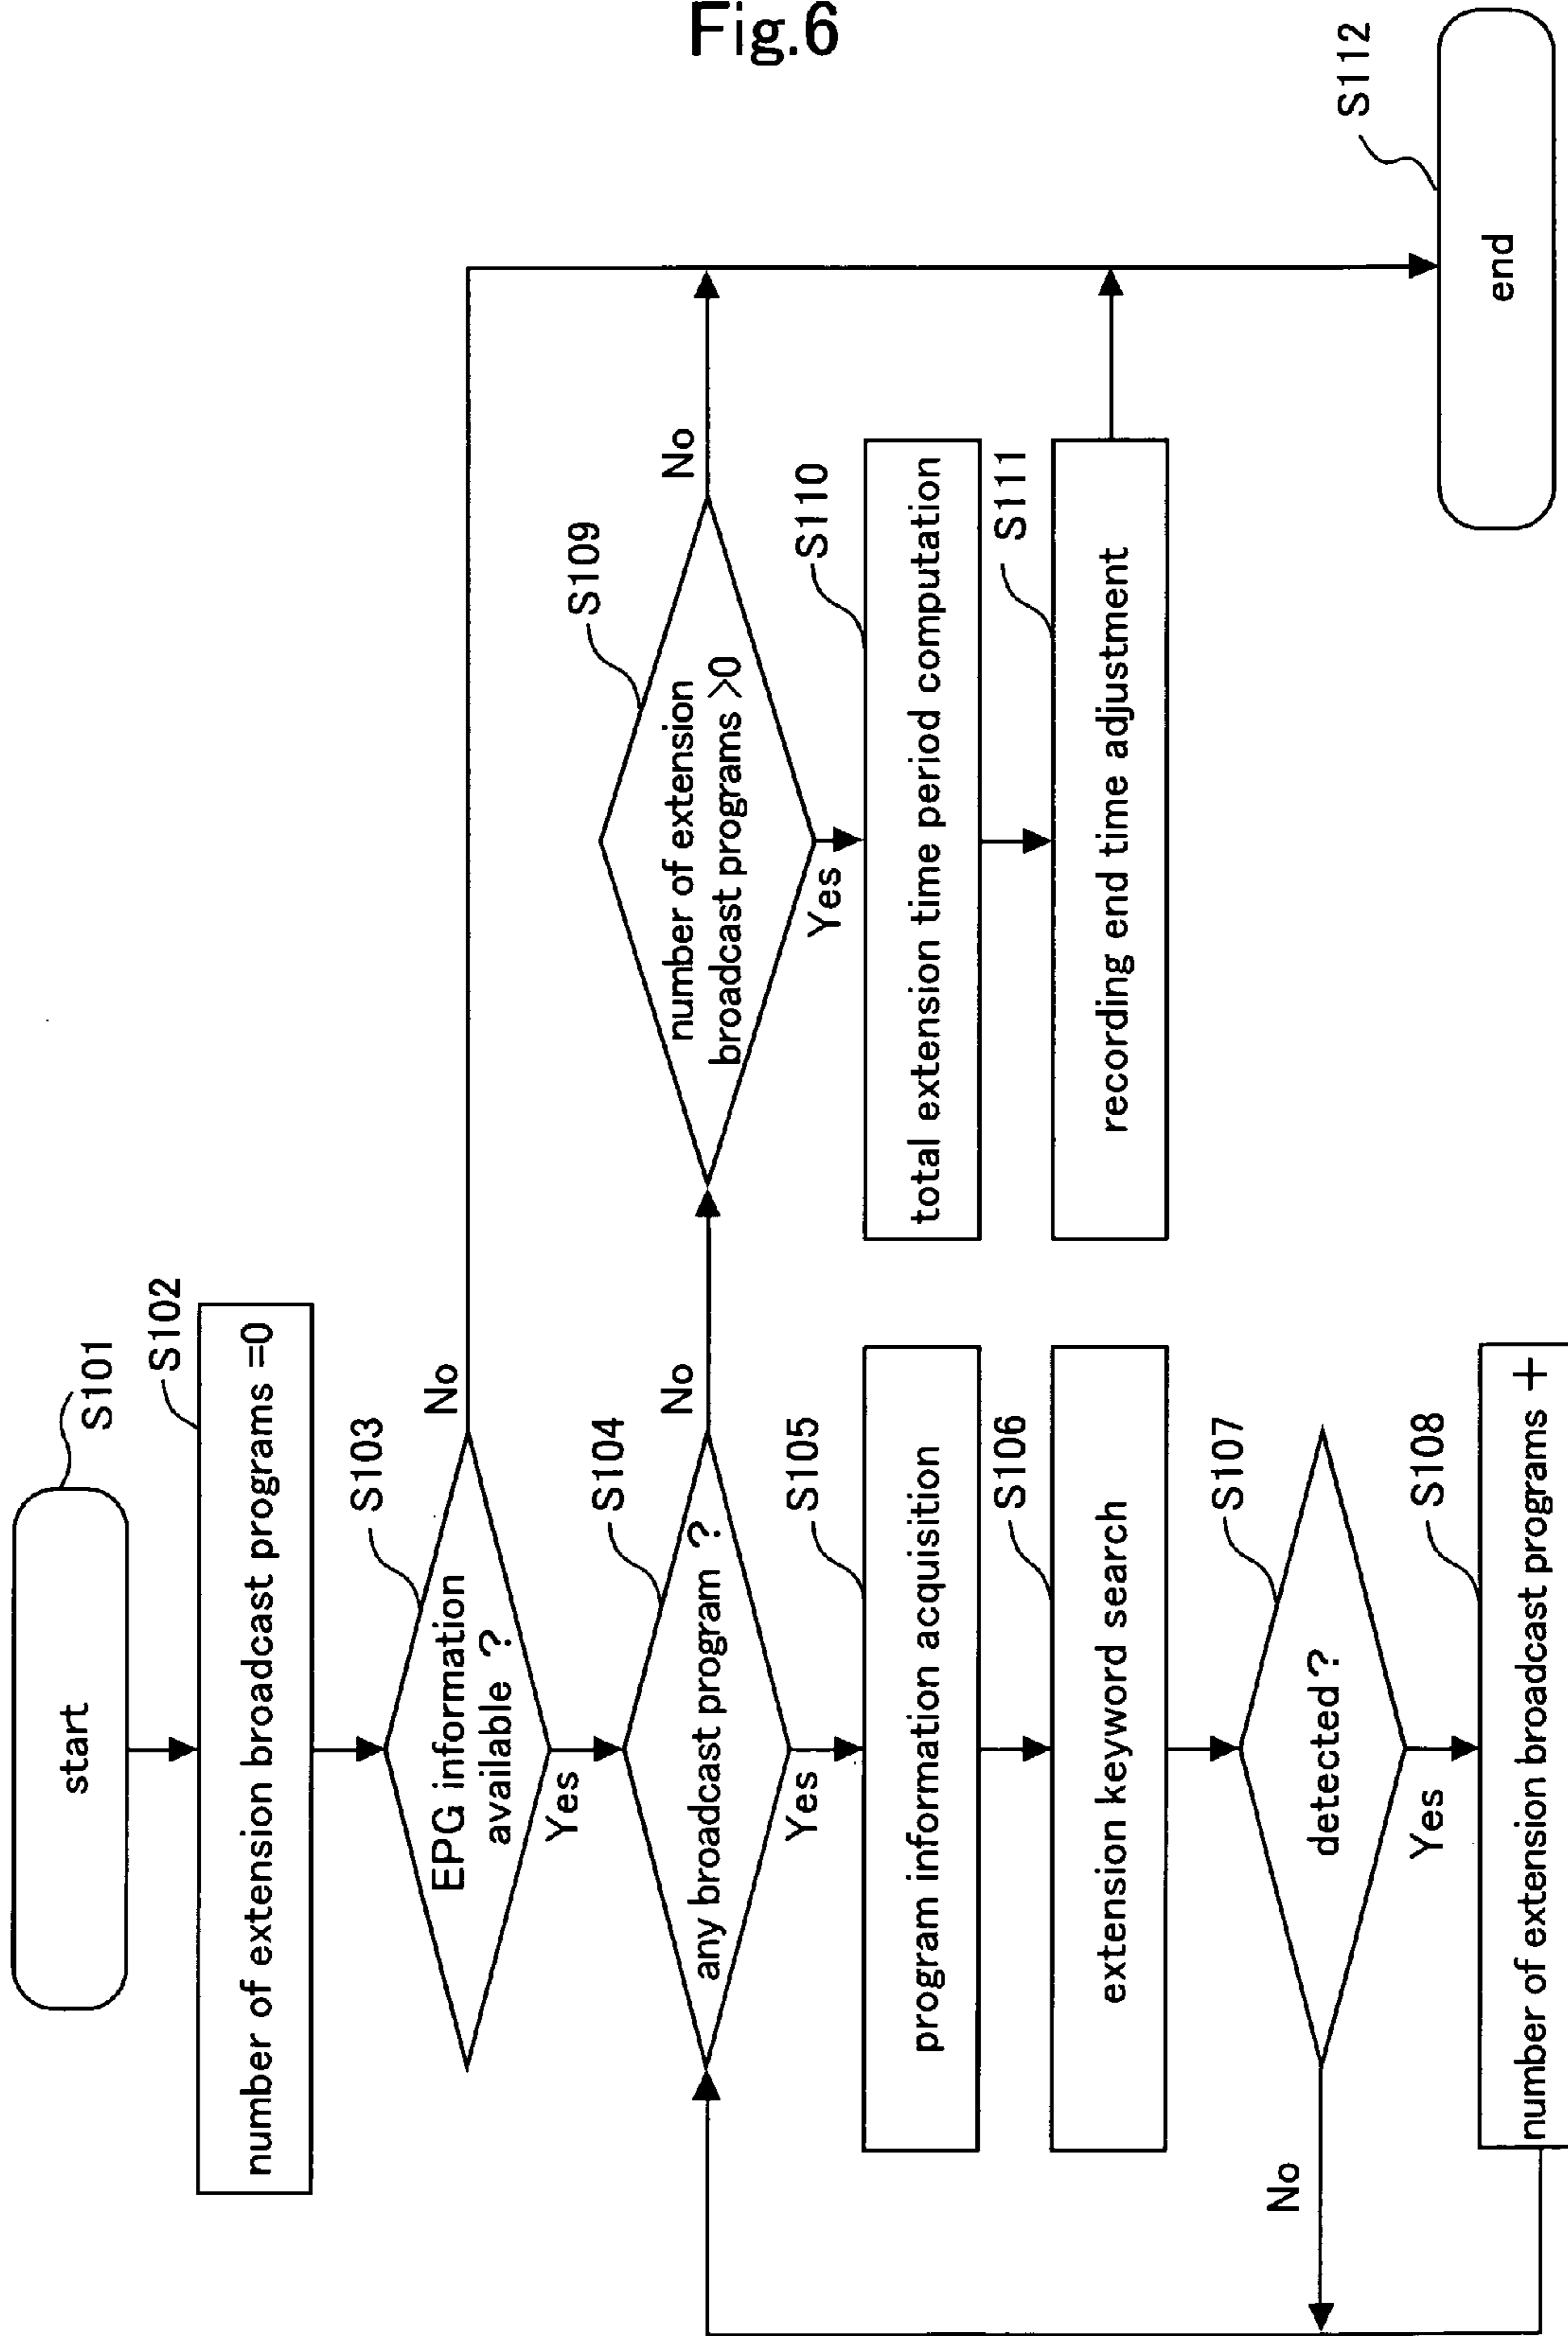 Fig.6
start
S101
number of extension broadcast programs =0
S102
EPG information
available ?
S103
No
Yes
any broadcast program ?
S104
No
Yes
program information acquisition
S105
extension keyword search
S106
detected ?
S107
No
Yes
number of extension broadcast programs +
S108
number of extension
broadcast programs >0
S109
No
Yes
total extension time period computation
S110
recording end time adjustment
S111
end
S112